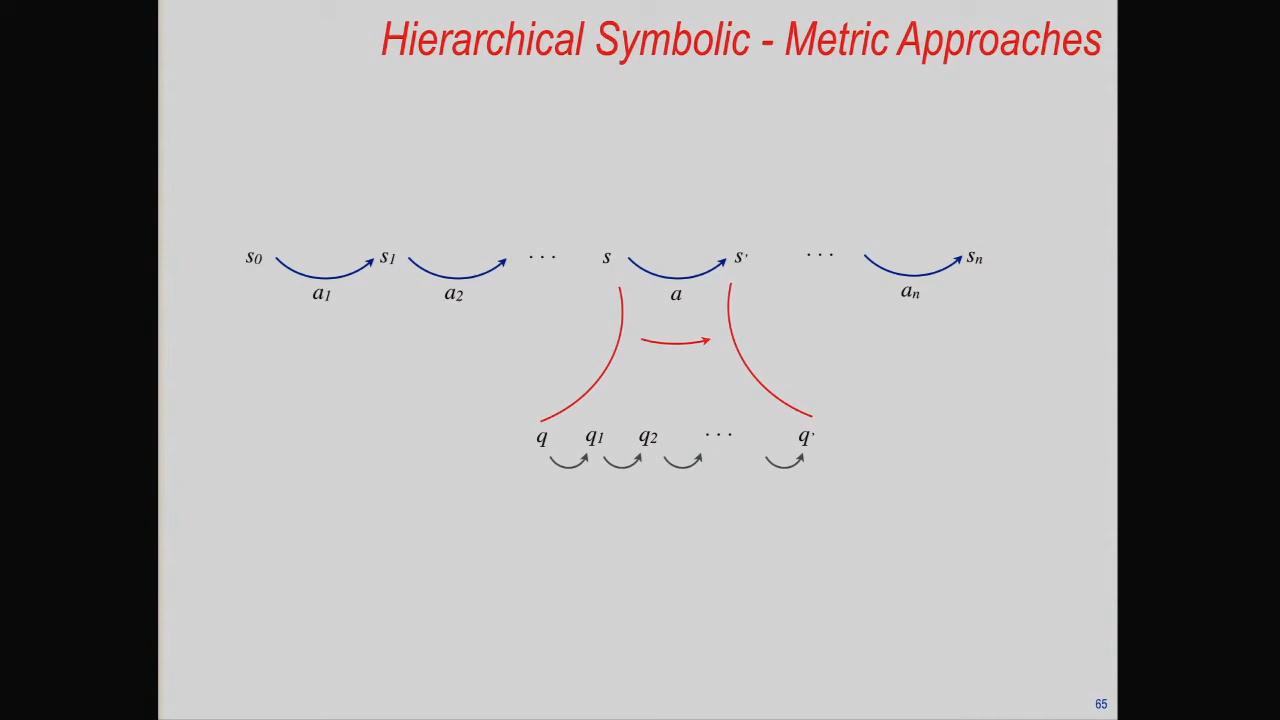 Hierarchical Symbolic - Metric Approaches
s0 s1 ... s s' ... sn
a1 a2 a an
q q1 q2 ... q'
65